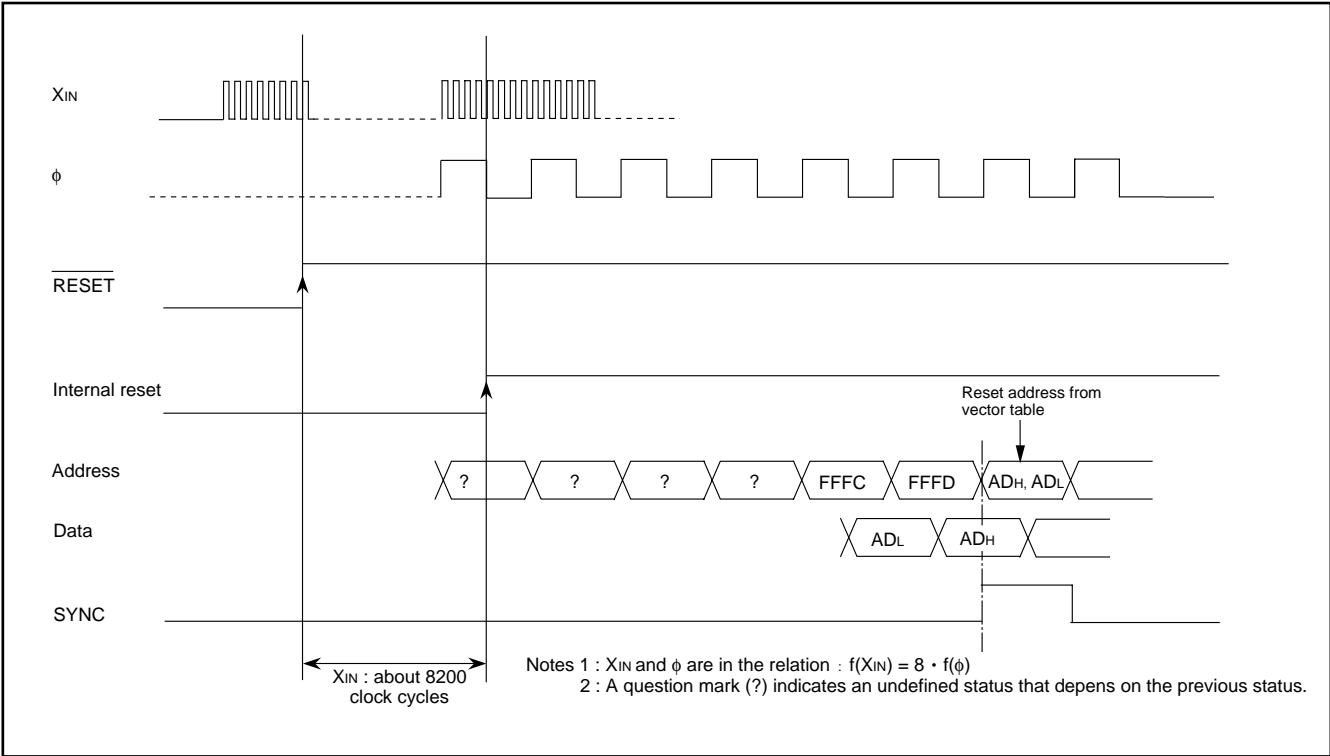 XIN
ϕ
RESET
Internal reset
Reset address from
vector table
Address
? ? ? ? FFFC FFFD ADH, ADL
Data
ADL ADH
SYNC
XIN : about 8200
clock cycles
Notes 1 : XIN and ϕ are in the relation : f(XIN) = 8 · f(ϕ)
2 : A question mark (?) indicates an undefined status that depens on the previous status.